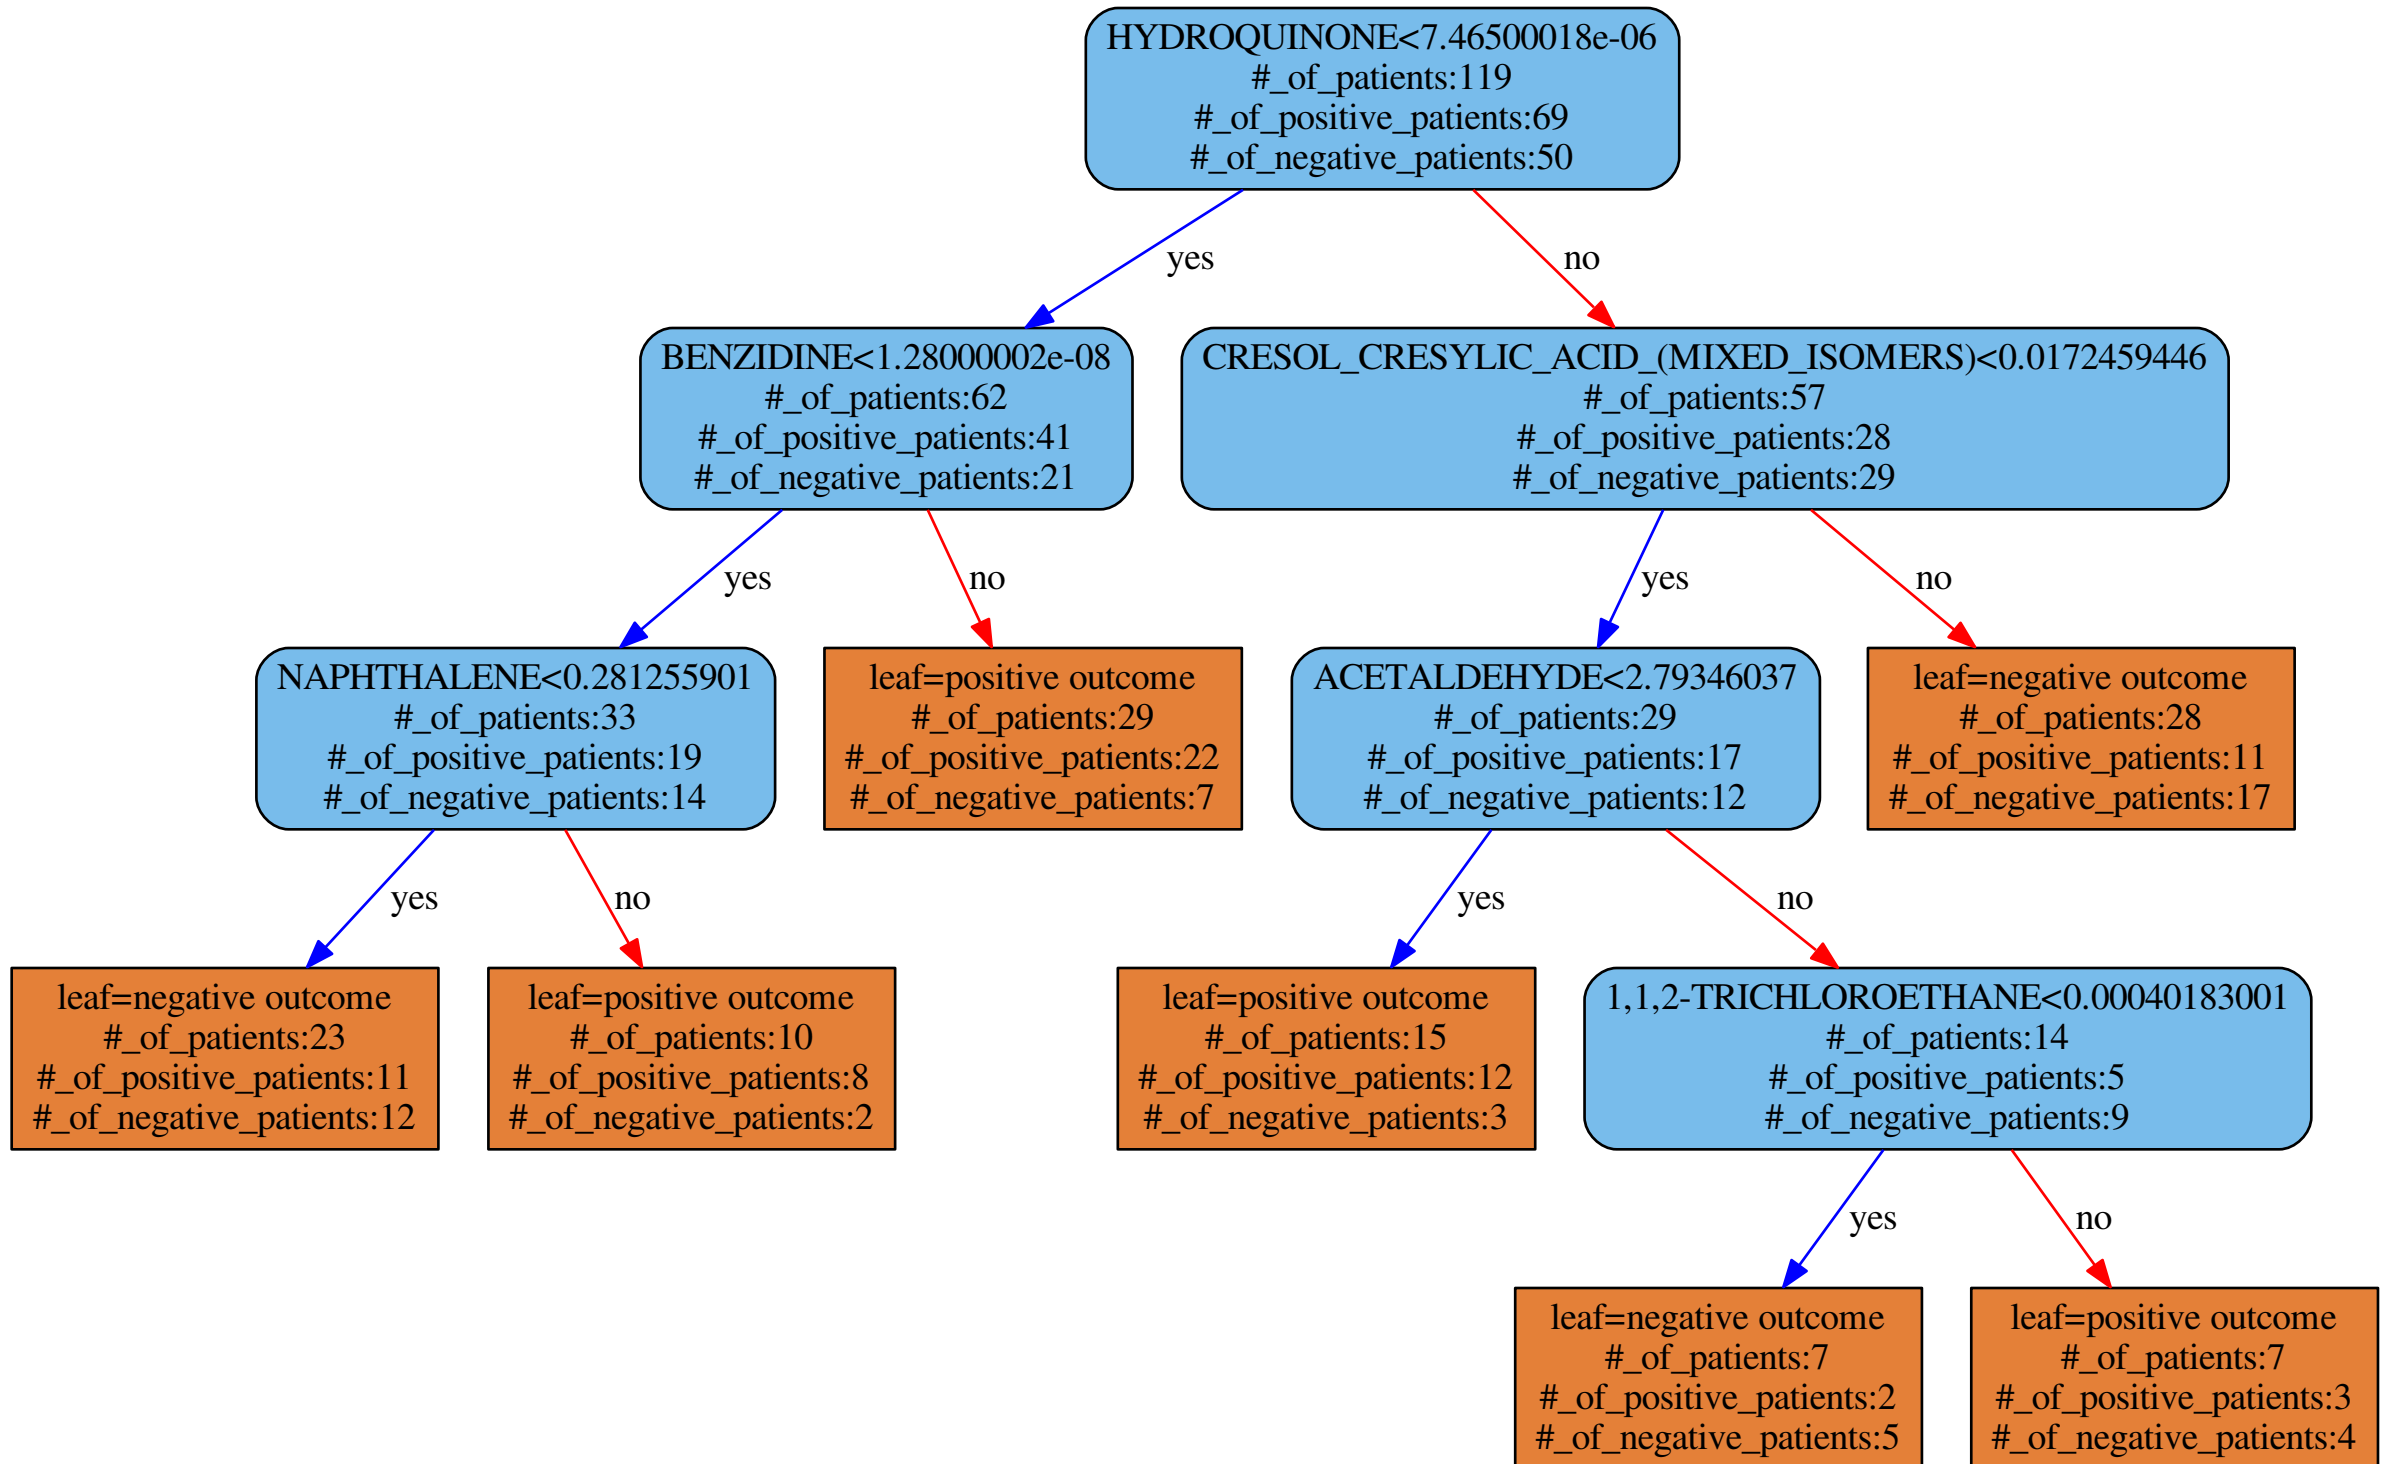 HYDROQUINONE<7.46500018e-06
#_of_patients:119
#_of_positive_patients:69
#_of_negative_patients:50
yes
no
BENZIDINE<1.28000002e-08
#_of_patients:62
#_of_positive_patients:41
#_of_negative_patients:21
CRESOL_CRESYLIC_ACID_(MIXED_ISOMERS)<0.0172459446
#_of_patients:57
#_of_positive_patients:28
#_of_negative_patients:29
yes
no
yes
no
NAPHTHALENE<0.281255901
#_of_patients:33
#_of_positive_patients:19
#_of_negative_patients:14
leaf=positive outcome
#_of_patients:29
#_of_positive_patients:22
#_of_negative_patients:7
ACETALDEHYDE<2.79346037
#_of_patients:29
#_of_positive_patients:17
#_of_negative_patients:12
leaf=negative outcome
#_of_patients:28
#_of_positive_patients:11
#_of_negative_patients:17
yes
no
yes
no
leaf=negative outcome
#_of_patients:23
#_of_positive_patients:11
#_of_negative_patients:12
leaf=positive outcome
#_of_patients:10
#_of_positive_patients:8
#_of_negative_patients:2
leaf=positive outcome
#_of_patients:15
#_of_positive_patients:12
#_of_negative_patients:3
1,1,2-TRICHLOROETHANE<0.00040183001
#_of_patients:14
#_of_positive_patients:5
#_of_negative_patients:9
yes
no
leaf=negative outcome
#_of_patients:7
#_of_positive_patients:2
#_of_negative_patients:5
leaf=positive outcome
#_of_patients:7
#_of_positive_patients:3
#_of_negative_patients:4